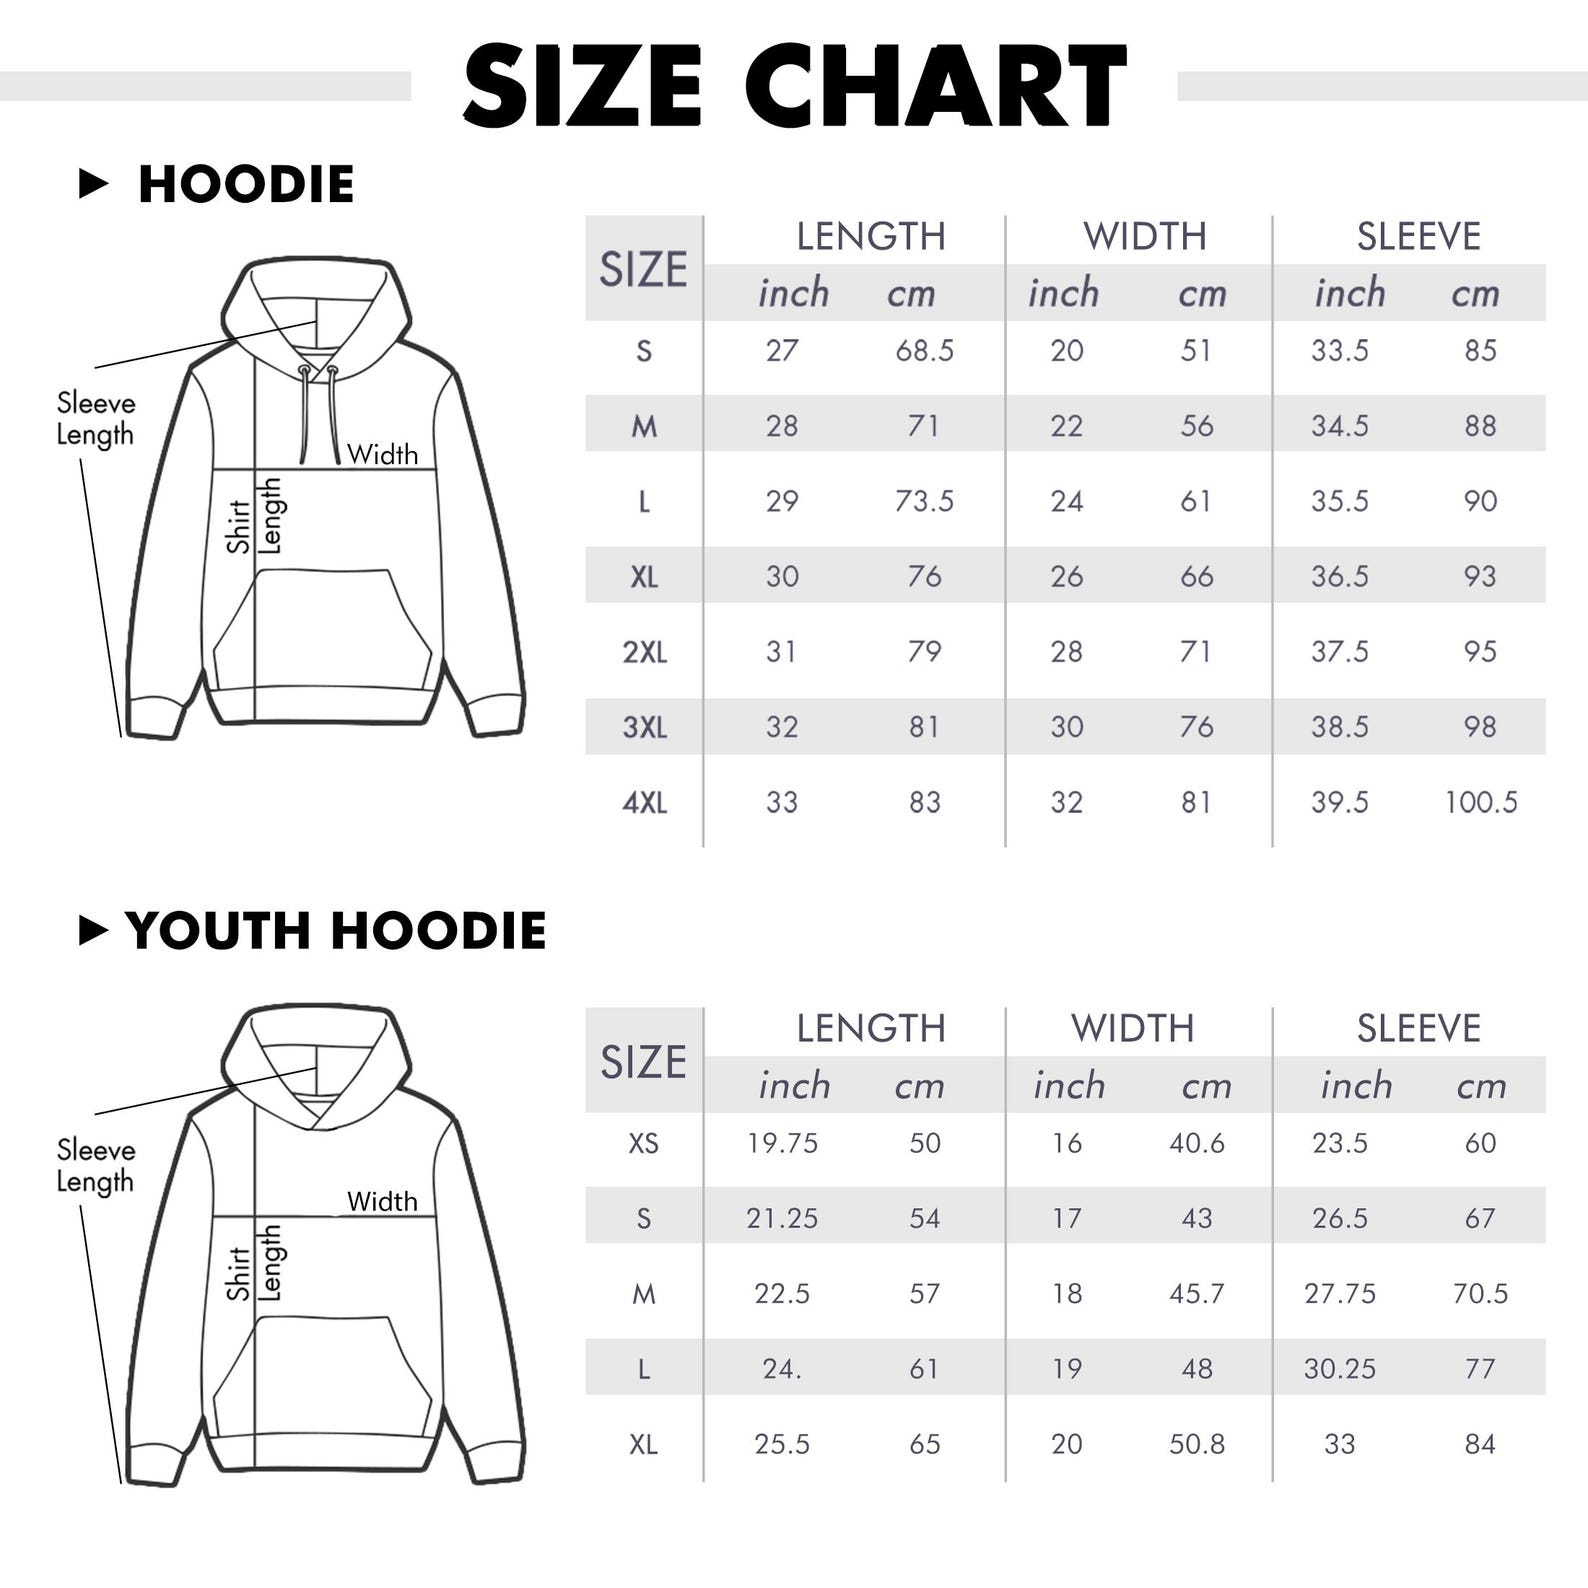 SIZE CHART
HOODIE
Sleeve
Length
Width
Shirt
Length
SIZE LENGTH WIDTH SLEEVE
inch cm inch cm inch cm
S 27 68.5 20 51 33.5 85
M 28 71 22 56 34.5 88
L 29 73.5 24 61 35.5 90
XL 30 76 26 66 36.5 93
2XL 31 79 28 71 37.5 95
3XL 32 81 30 76 38.5 98
4XL 33 83 32 81 39.5 100.5
YOUTH HOODIE
Sleeve
Length
Width
Shirt
Length
SIZE LENGTH WIDTH SLEEVE
inch cm inch cm inch cm
XS 19.75 50 16 40.6 23.5 60
S 21.25 54 17 43 26.5 67
M 22.5 57 18 45.7 27.75 70.5
L 24. 61 19 48 30.25 77
XL 25.5 65 20 50.8 33 84